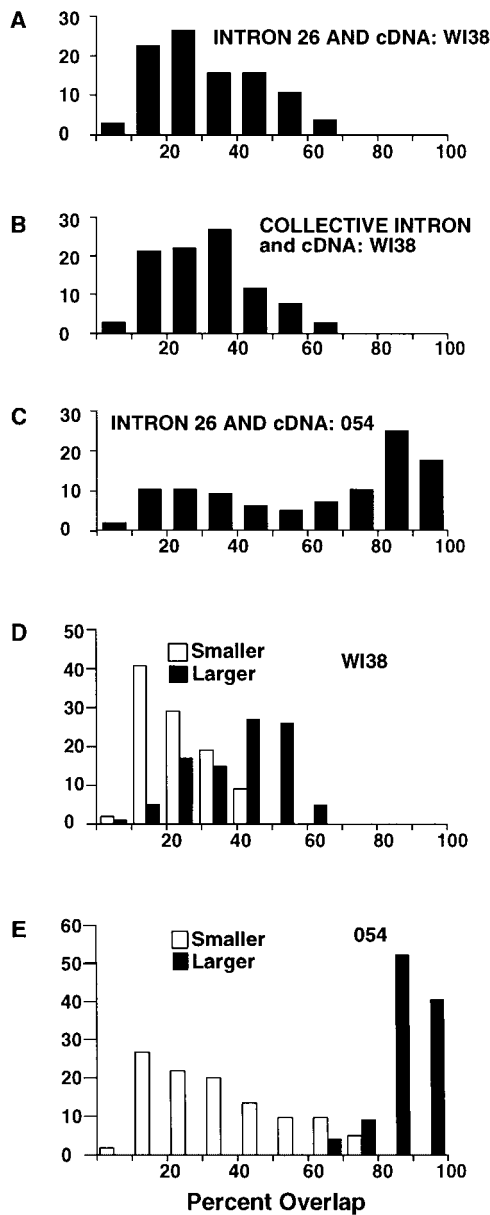 A
INTRON 26 AND cDNA: WI38
30
20
10
0
20 40 60 80 100
B
COLLECTIVE INTRON
and cDNA: WI38
30
20
10
0
20 40 60 80 100
C
INTRON 26 AND cDNA: 054
30
20
10
0
20 40 60 80 100
D
Smaller
Larger
WI38
50
40
30
20
10
0
20 40 60 80 100
E
Smaller
Larger
054
60
50
40
30
20
10
0
20 40 60 80 100
Percent Overlap